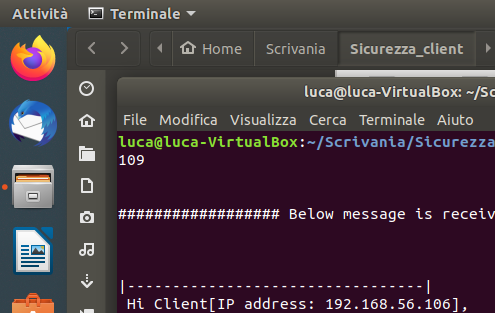 Attività Terminale
Home Scrivania Sicurezza_client
luca@luca-VirtualBox: ~/Sc
File Modifica Visualizza Cerca Terminale Aiuto
luca@luca-VirtualBox:~/Scrivania/Sicurezza
109
################## Below message is receiv
|---------------------------------|
Hi Client[IP address: 192.168.56.106],